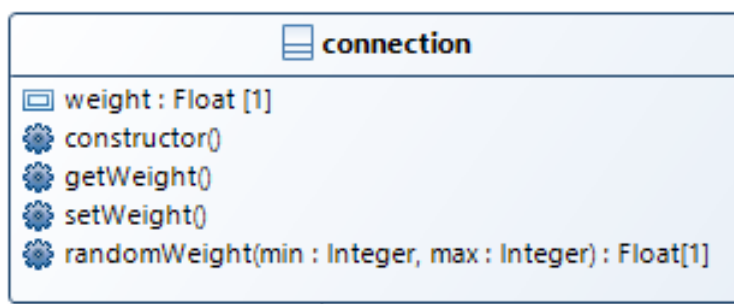 connection
weight : Float [1]
constructor()
getWeight()
setWeight()
randomWeight(min : Integer, max : Integer) : Float[1]